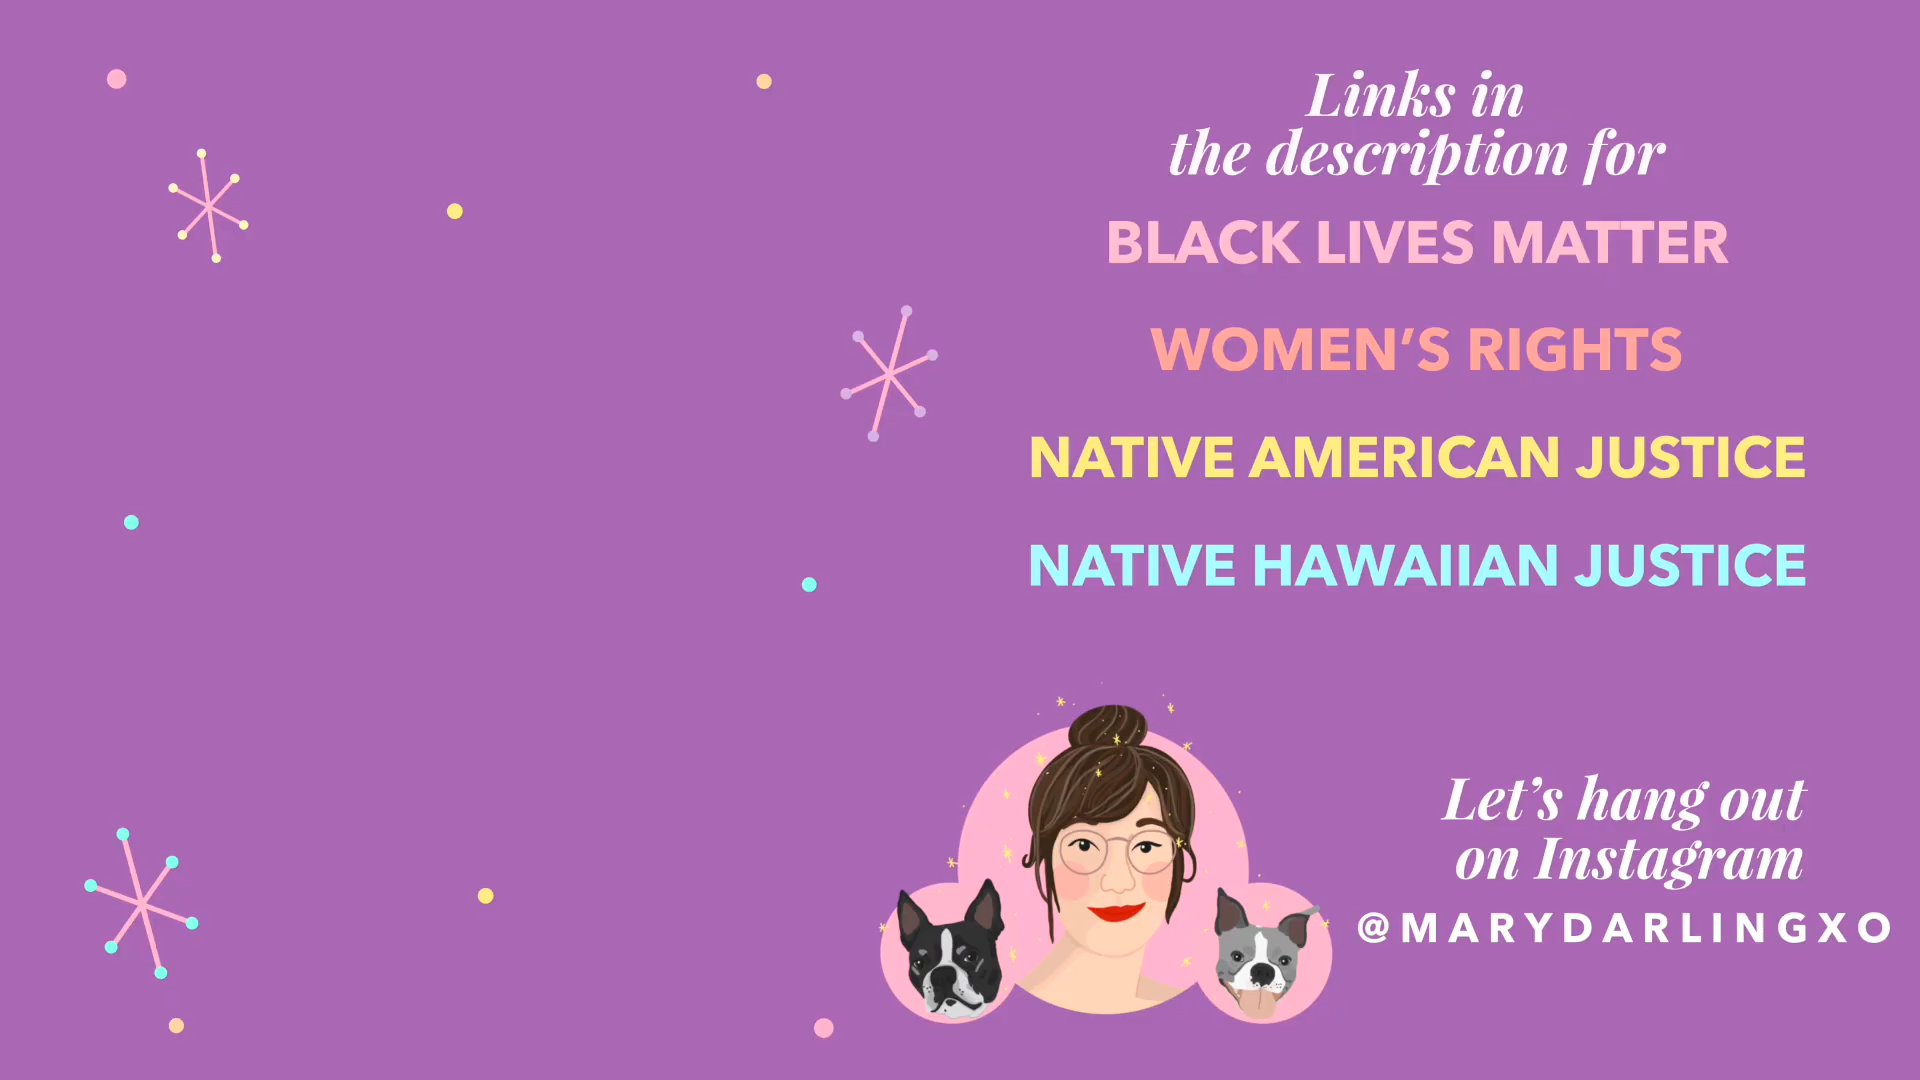 Links in
the description for
BLACK LIVES MATTER
WOMEN’S RIGHTS
NATIVE AMERICAN JUSTICE
NATIVE HAWAIIAN JUSTICE
Let’s hang out
on Instagram
@MARYDARLINGXO